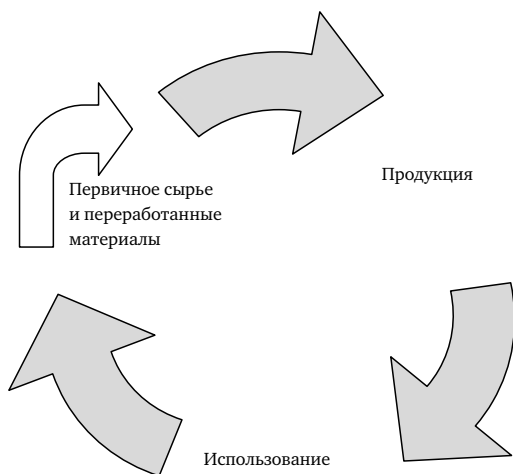 Первичное сырье
и переработанные
материалы
Продукция
Использование